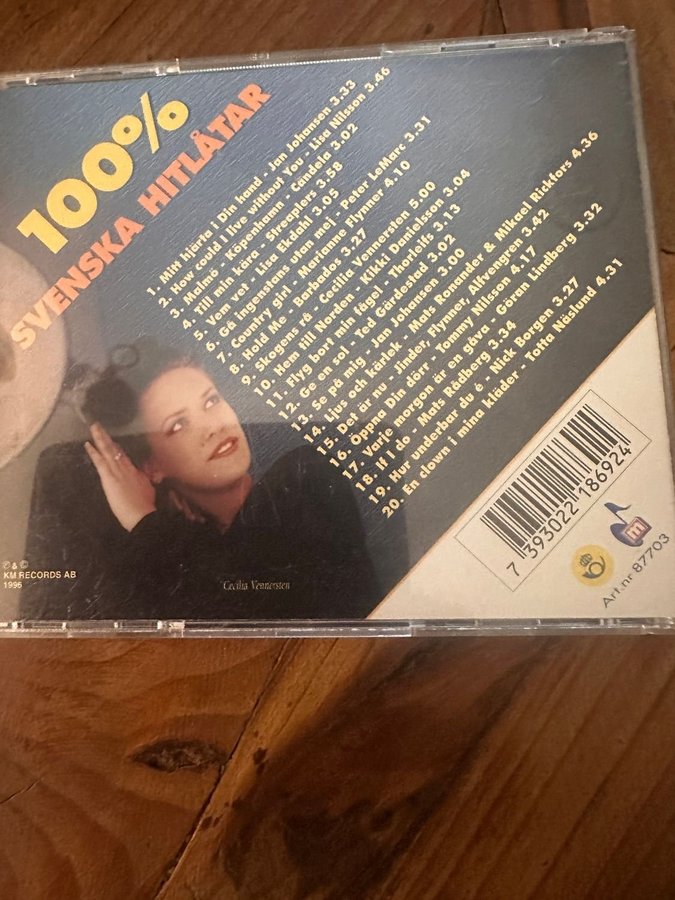 100%
SVENSKA HITLÅTAR
1. Mitt hjärta i Din hand - Jan Johansen 3.33
2. How could I live without You - Lisa Nilsson 3.46
3. Malmö - Köpenhamn - Candela 3.02
4. Till min kära - Streaplers 3.58
5. Vem vet - Lisa Ekdahl 3.05
6. Gå ingenstans utan mej - Peter LeMarc 3.31
7. Country girl - Marianne Flynner 4.10
8. Hold Me - Barbados 3.27
9. Skogens rå - Cecilia Vennersten 5.00
10. Hem till Norden - Kikki Danielsson 3.04
11. Flyg bort min fågel - Thorleifs 3.13
12. Ge en sol - Ted Gärdestad 3.02
13. Se på mig - Jan Johansen 3.00
14. Ljus och kärlek - Mats Ronander & Mikael Rickfors 4.36
15. Da är nu - Jinder, Flynner, Alfvengren 3.42
16. Öppna Din dörr - Tommy Nilsson 4.17
17. Varje morgon är en gåva - Göran Lindberg 3.32
18. If I do - Mats Rådberg 3.34
19. Hur underbar du é - Nick Borgen 3.27
20. En clown i mina kläder - Totta Näslund 4.31
℗ & ©
KM RECORDS AB
1996
Cecilia Vennersten
7 393022 186924
m
Art.nr 87703